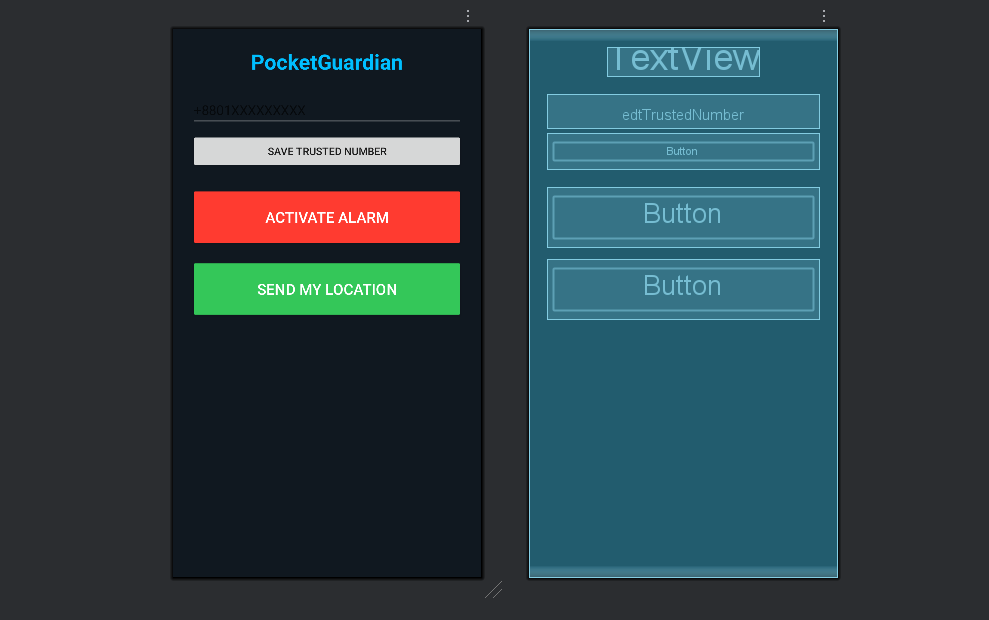 PocketGuardian
+8801XXXXXXXXX
SAVE TRUSTED NUMBER
ACTIVATE ALARM
SEND MY LOCATION
TextView
edtTrustedNumber
Button
Button
Button